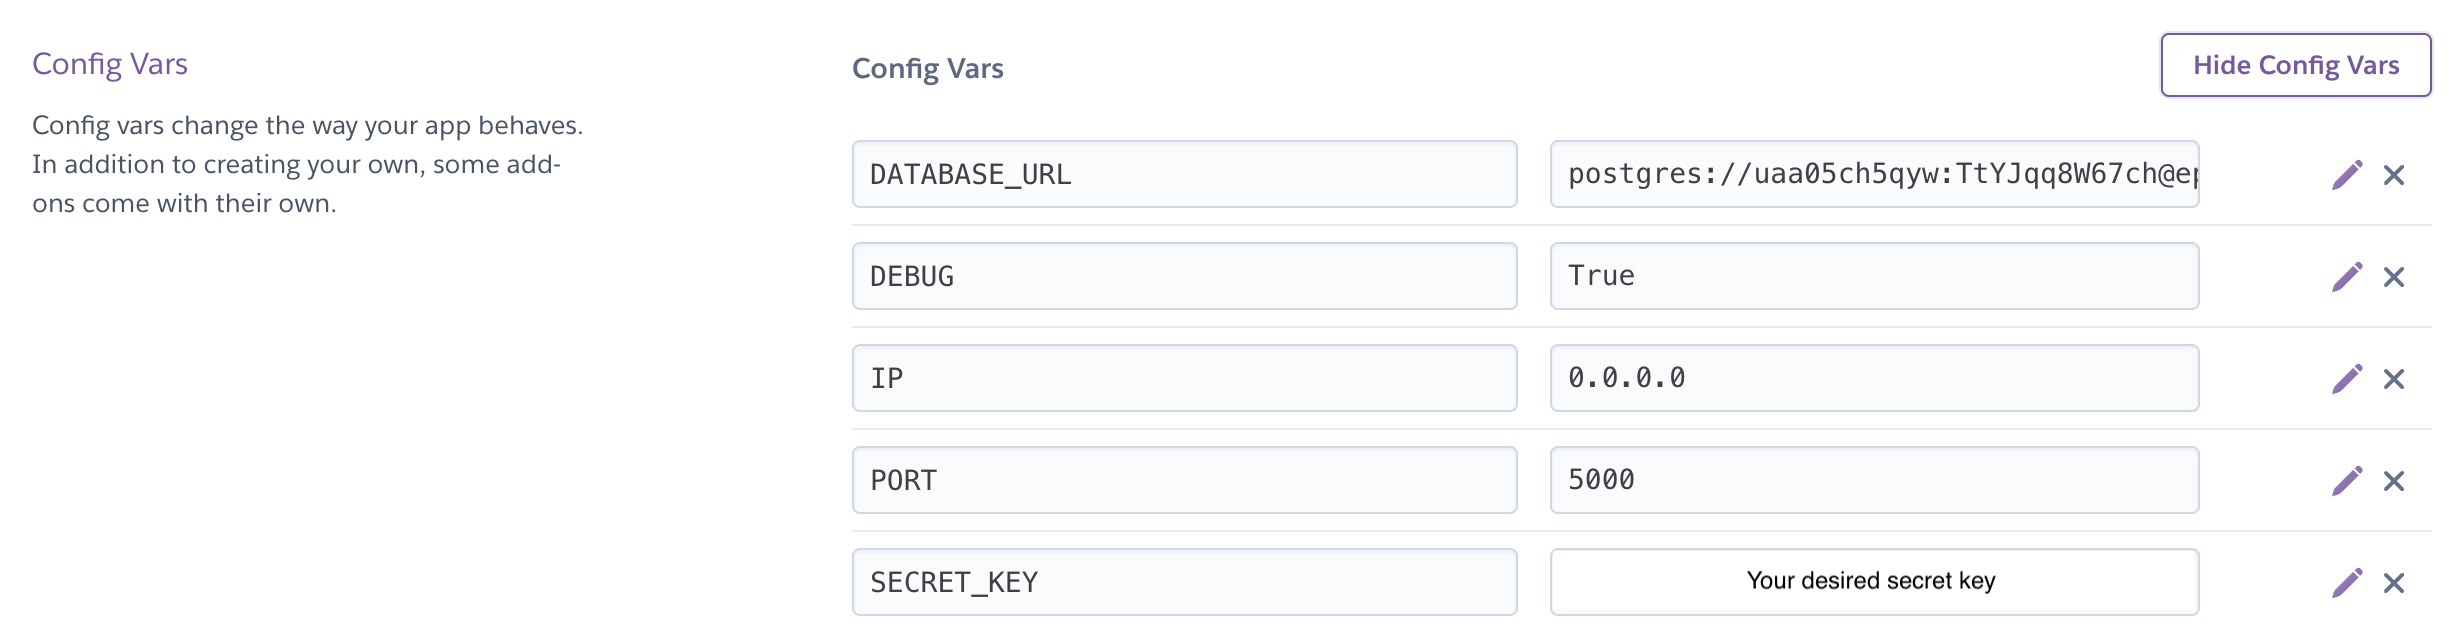 Config Vars
Config vars change the way your app behaves.
In addition to creating your own, some add-
ons come with their own.
Config Vars
Hide Config Vars
DATABASE_URL
postgres://uaa05ch5qyw:TtYJqq8W67ch@ep
DEBUG
True
IP
0.0.0.0
PORT
5000
SECRET_KEY
Your desired secret key